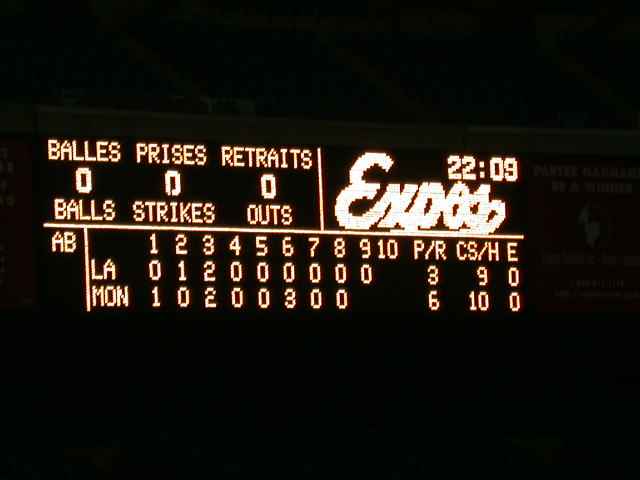 BALLES PRISES RETRAITS
0 0 0
BALLS STRIKES OUTS
Expos
22:09
AB 1 2 3 4 5 6 7 8 9 10 P/R CS/H E
LA 0 1 2 0 0 0 0 0 0 3 9 0
MON 1 0 2 0 0 3 0 0 6 10 0